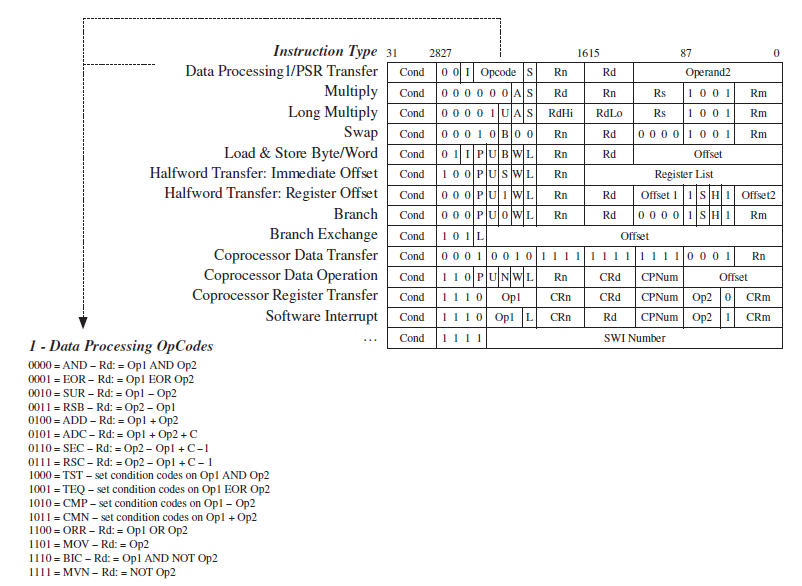 Instruction Type 31 2827 1615 87 0
Data Processing1/PSR Transfer Cond 0 0 I Opcode S Rn Rd Operand2
Multiply Cond 0 0 0 0 0 0 A S Rd Rn Rs 1 0 0 1 Rm
Long Multiply Cond 0 0 0 0 1 U A S RdHi RdLo Rs 1 0 0 1 Rm
Swap Cond 0 0 0 1 0 B 0 0 Rn Rd 0 0 0 0 1 0 0 1 Rm
Load & Store Byte/Word Cond 0 1 I P U B W L Rn Rd Offset
Halfword Transfer: Immediate Offset Cond 1 0 0 P U S W L Rn Register List
Halfword Transfer: Register Offset Cond 0 0 0 P U 1 W L Rn Rd Offset 1 1 S H 1 Offset2
Branch Cond 0 0 0 P U 0 W L Rn Rd 0 0 0 0 1 S H 1 Rm
Branch Exchange Cond 1 0 1 L Offset
Coprocessor Data Transfer Cond 0 0 0 1 0 0 1 0 1 1 1 1 1 1 1 1 1 1 1 1 0 0 0 1 Rn
Coprocessor Data Operation Cond 1 1 0 P U N W L Rn CRd CPNum Offset
Coprocessor Register Transfer Cond 1 1 1 0 Op1 CRn CRd CPNum Op2 0 CRm
Software Interrupt Cond 1 1 1 0 Op1 L CRn Rd CPNum Op2 1 CRm
... Cond 1 1 1 1 SWI Number
1 - Data Processing OpCodes
0000 = AND – Rd: = Op1 AND Op2
0001 = EOR – Rd: = Op1 EOR Op2
0010 = SUR – Rd: = Op1 – Op2
0011 = RSB – Rd: = Op2 – Op1
0100 = ADD – Rd: = Op1 + Op2
0101 = ADC – Rd: = Op1 + Op2 + C
0110 = SEC – Rd: = Op2 – Op1 + C –1
0111 = RSC – Rd: = Op2 – Op1 + C – 1
1000 = TST – set condition codes on Op1 AND Op2
1001 = TEQ – set condition codes on Op1 EOR Op2
1010 = CMP – set condition codes on Op1 – Op2
1011 = CMN – set condition codes on Op1 + Op2
1100 = ORR – Rd: = Op1 OR Op2
1101 = MOV – Rd: = Op2
1110 = BIC – Rd: = Op1 AND NOT Op2
1111 = MVN – Rd: = NOT Op2